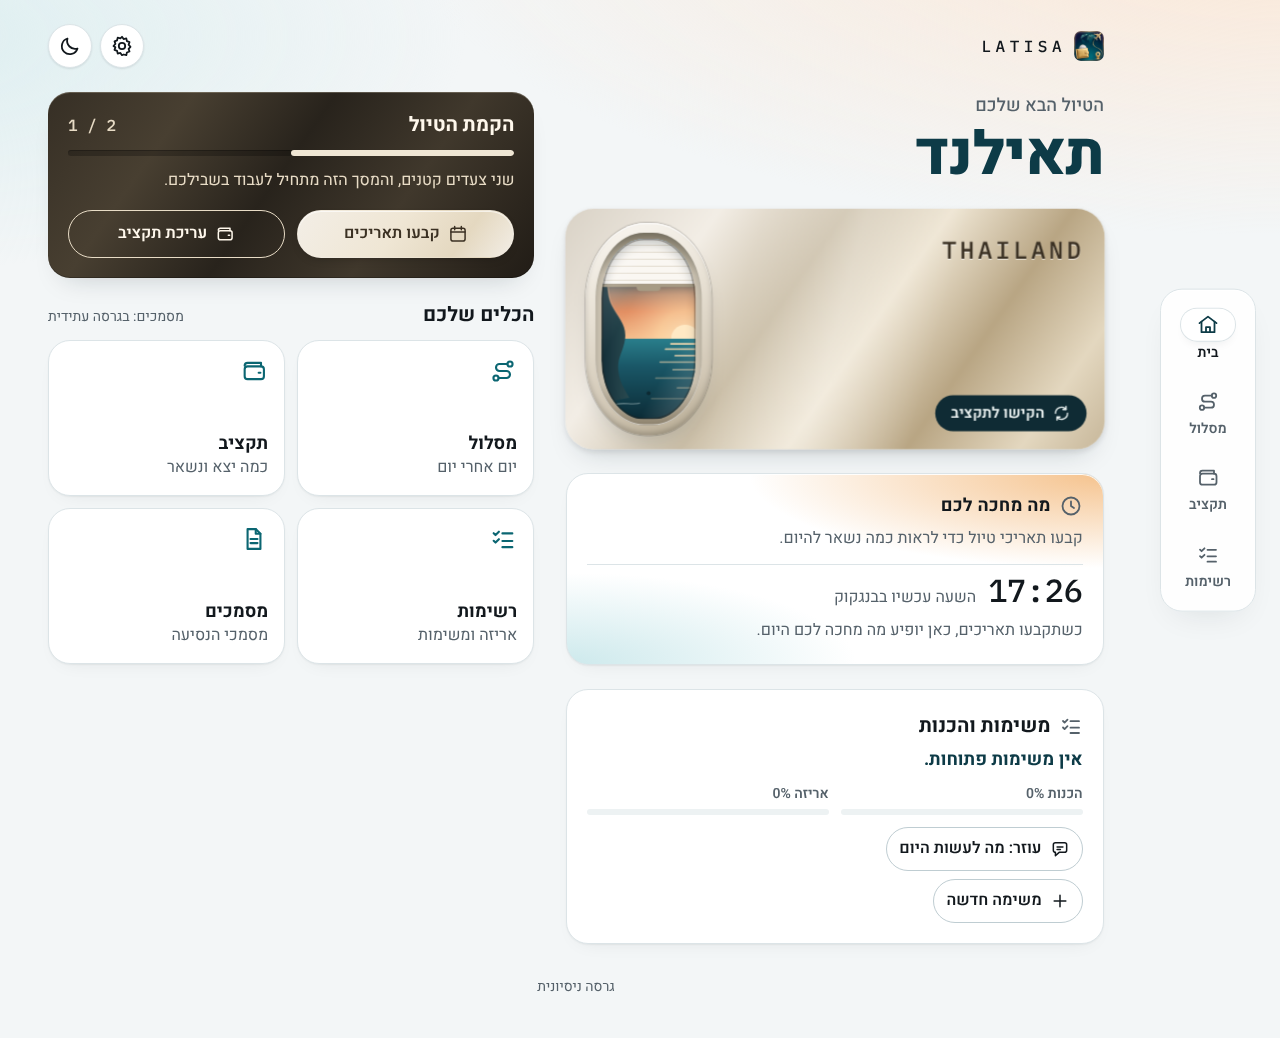 LATISA
הטיול הבא שלכם
תאילנד
THAILAND
הקישו לתקציב
מה מחכה לכם
קבעו תאריכי טיול כדי לראות כמה נשאר להיום.
17:26 השעה עכשיו בבנגקוק
כשתקבעו תאריכים, כאן יופיע מה מחכה לכם היום.
משימות והכנות
אין משימות פתוחות.
הכנות 0%
אריזה 0%
עוזר: מה לעשות היום
משימה חדשה
הקמת הטיול
1 / 2
שני צעדים קטנים, והמסך הזה מתחיל לעבוד בשבילכם.
קבעו תאריכים
עריכת תקציב
הכלים שלכם
מסמכים: בגרסה עתידית
מסלול
יום אחרי יום
תקציב
כמה יצא ונשאר
רשימות
אריזה ומשימות
מסמכים
מסמכי הנסיעה
בית
מסלול
תקציב
רשימות
גרסה ניסיונית